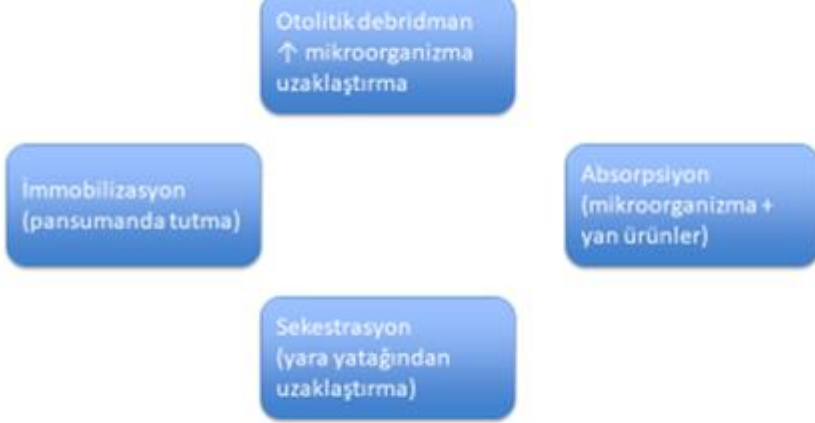 Otolitik debridman
↑ mikroorganizma
uzaklaştırma
İmmobilizasyon
(pansumanda tutma)
Absorpsiyon
(mikroorganizma +
yan ürünler)
Sekestrasyon
(yara yatağından
uzaklaştırma)